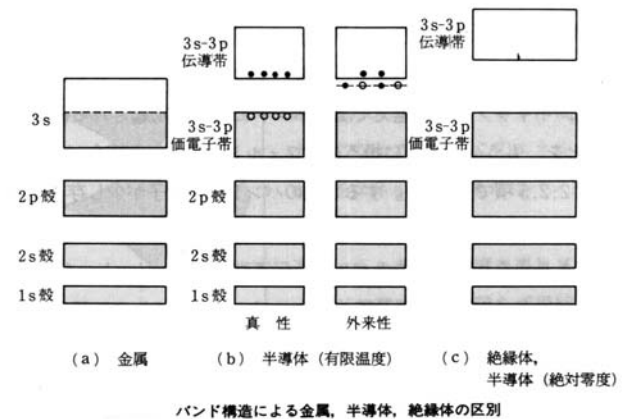 3s-3p
伝導帯
3s-3p
伝導帯
3s
3s-3p
価電子帯
3s-3p
価電子帯
2p殻
2p殻
2s殻
2s殻
1s殻
1s殻
真 性
外来性
(a) 金属
(b) 半導体(有限温度)
(c) 絶縁体,
半導体(絶対零度)
バンド構造による金属, 半導体, 絶縁体の区別